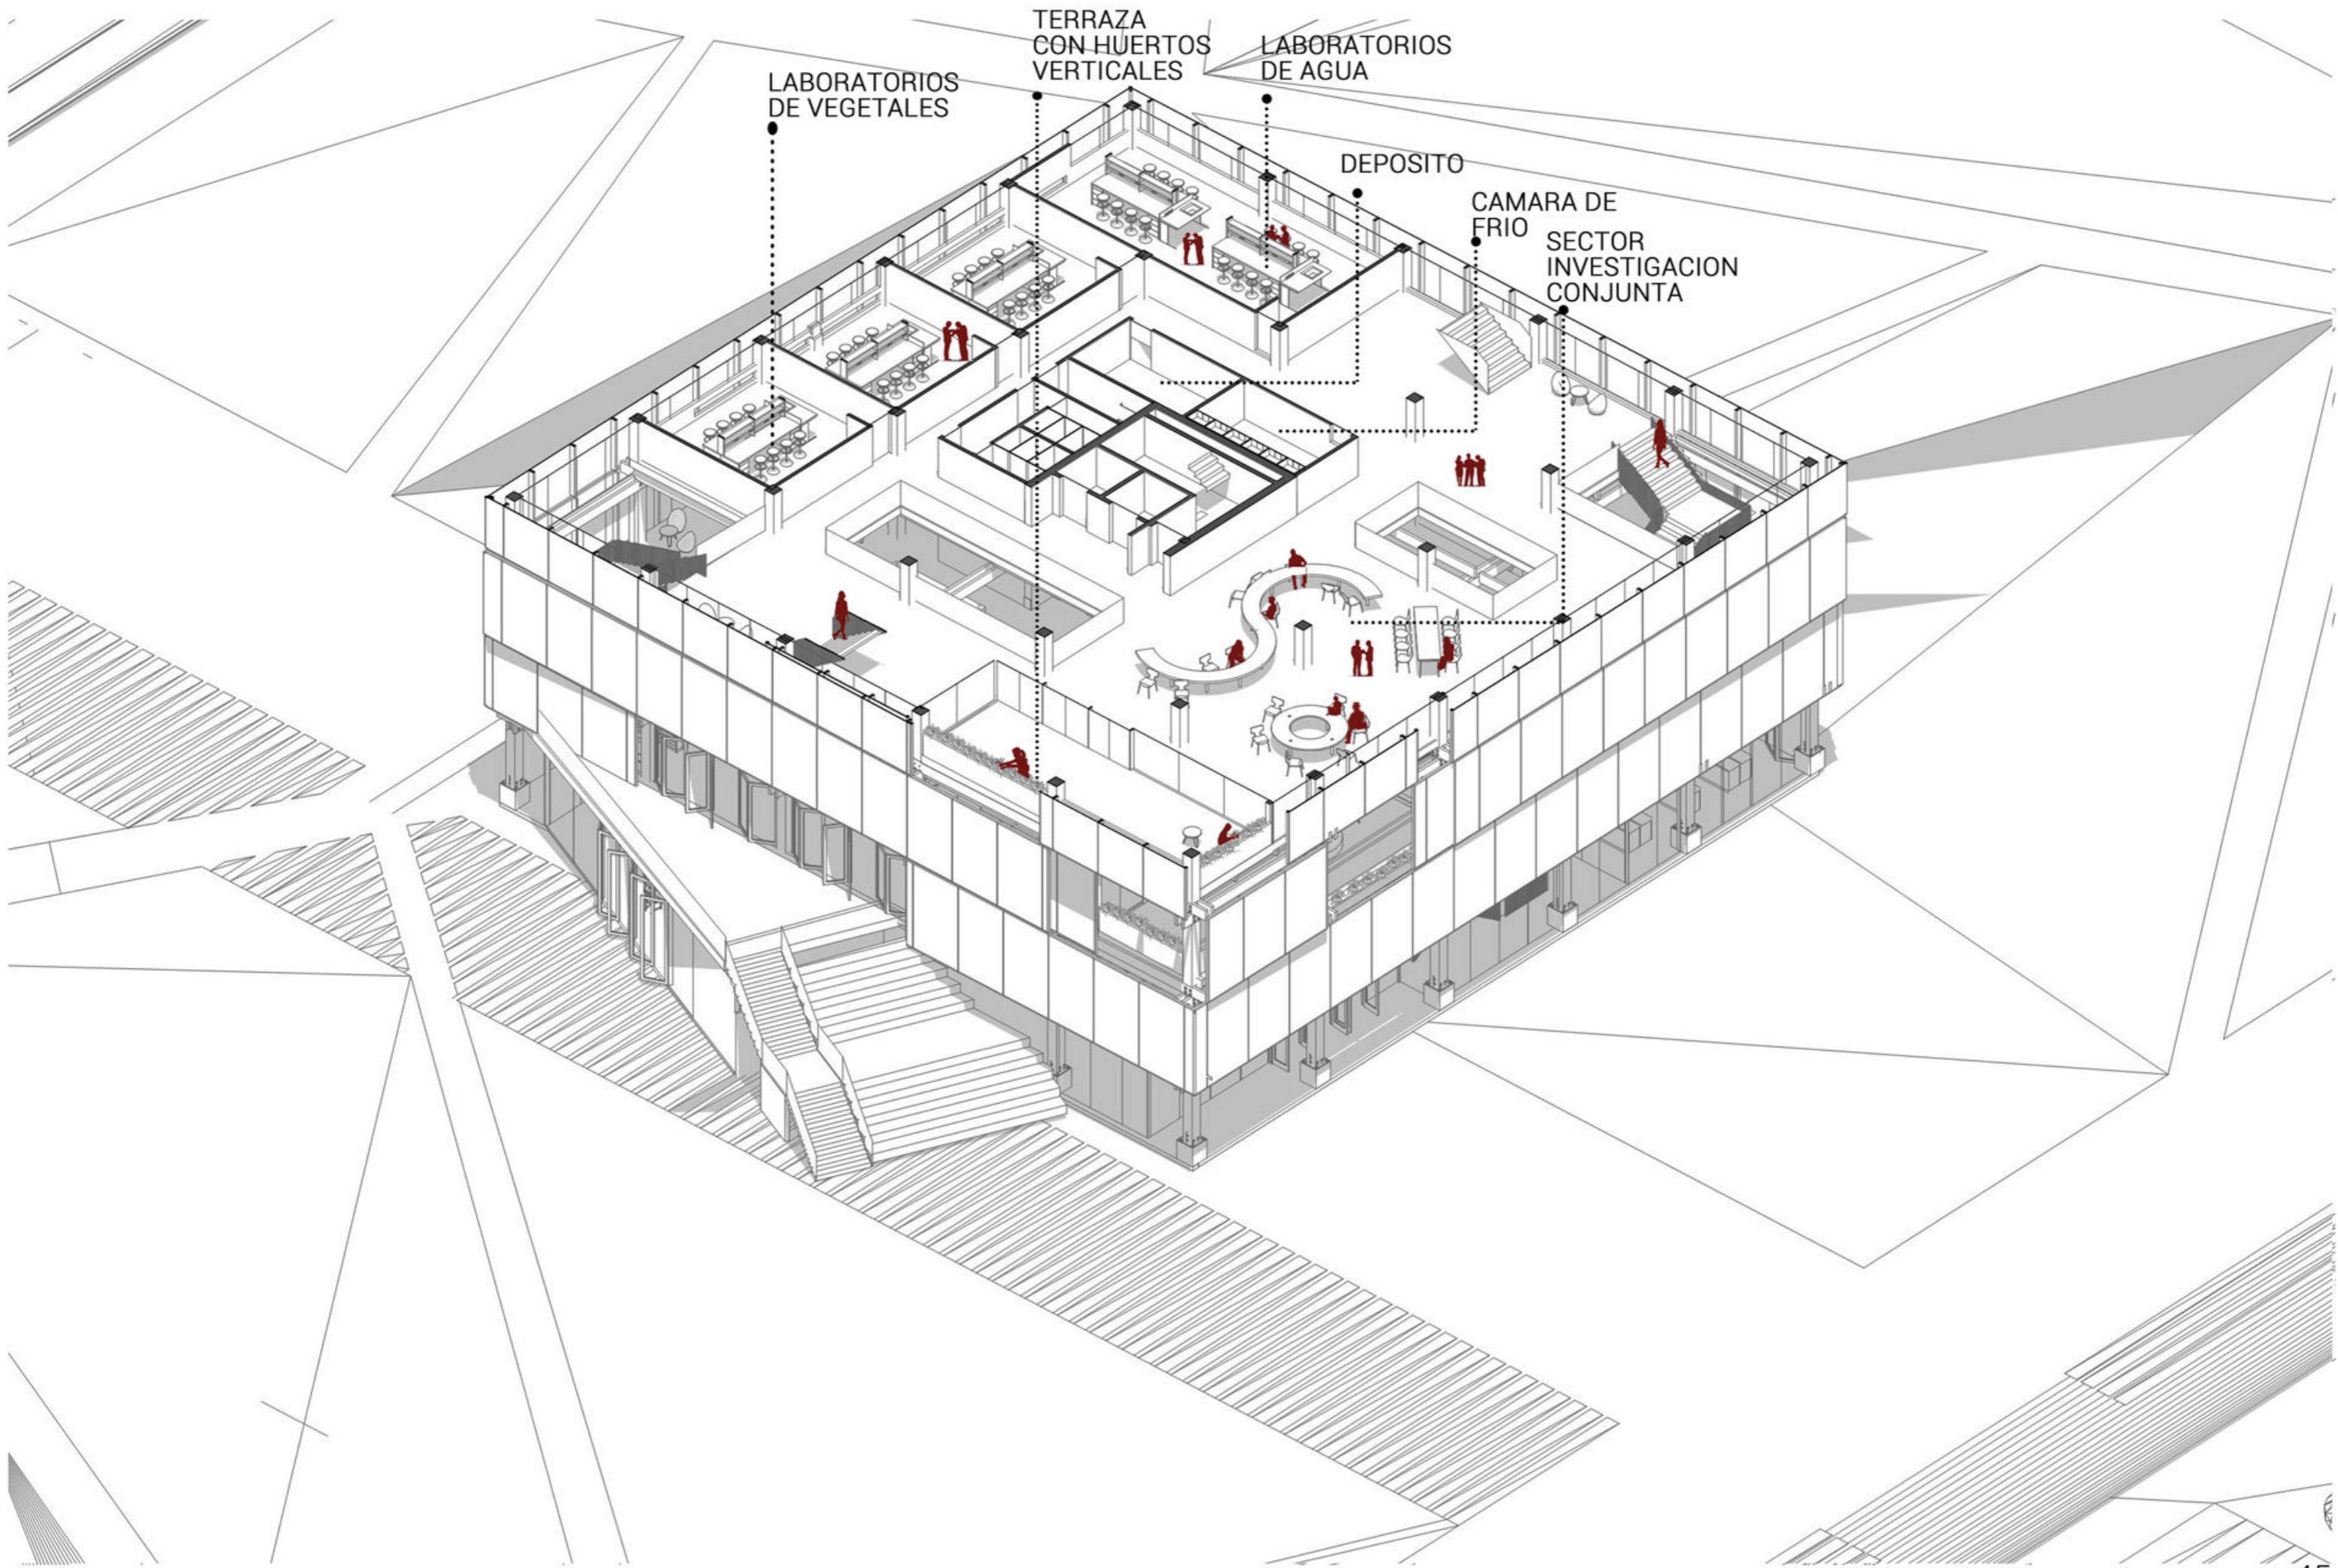 TERRAZA
CON HUERTOS
VERTICALES
LABORATORIOS
DE AGUA
LABORATORIOS
DE VEGETALES
DEPOSITO
CAMARA DE
FRIO
SECTOR
INVESTIGACION
CONJUNTA